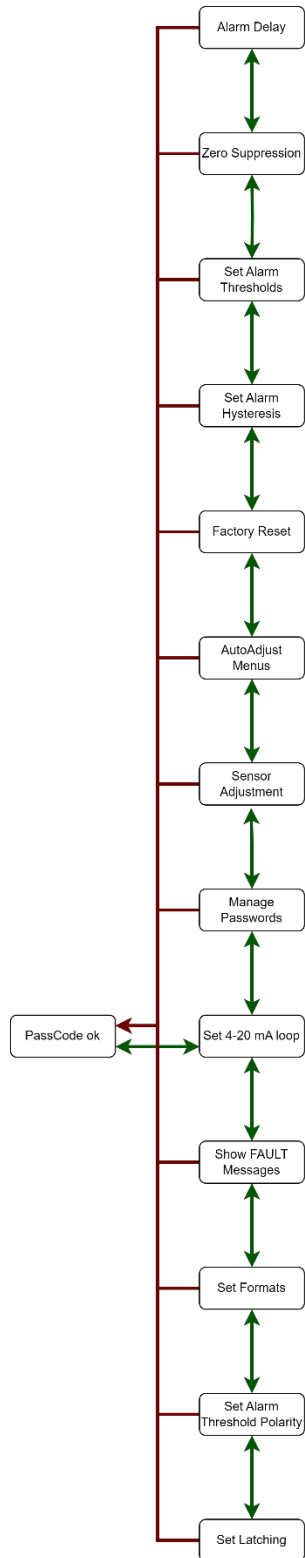 Alarm Delay
Zero Suppression
Set Alarm
Thresholds
Set Alarm
Hysteresis
Factory Reset
AutoAdjust
Menus
Sensor
Adjustment
Manage
Passwords
PassCode ok
Set 4-20 mA loop
Show FAULT
Messages
Set Formats
Set Alarm
Threshold Polarity
Set Latching